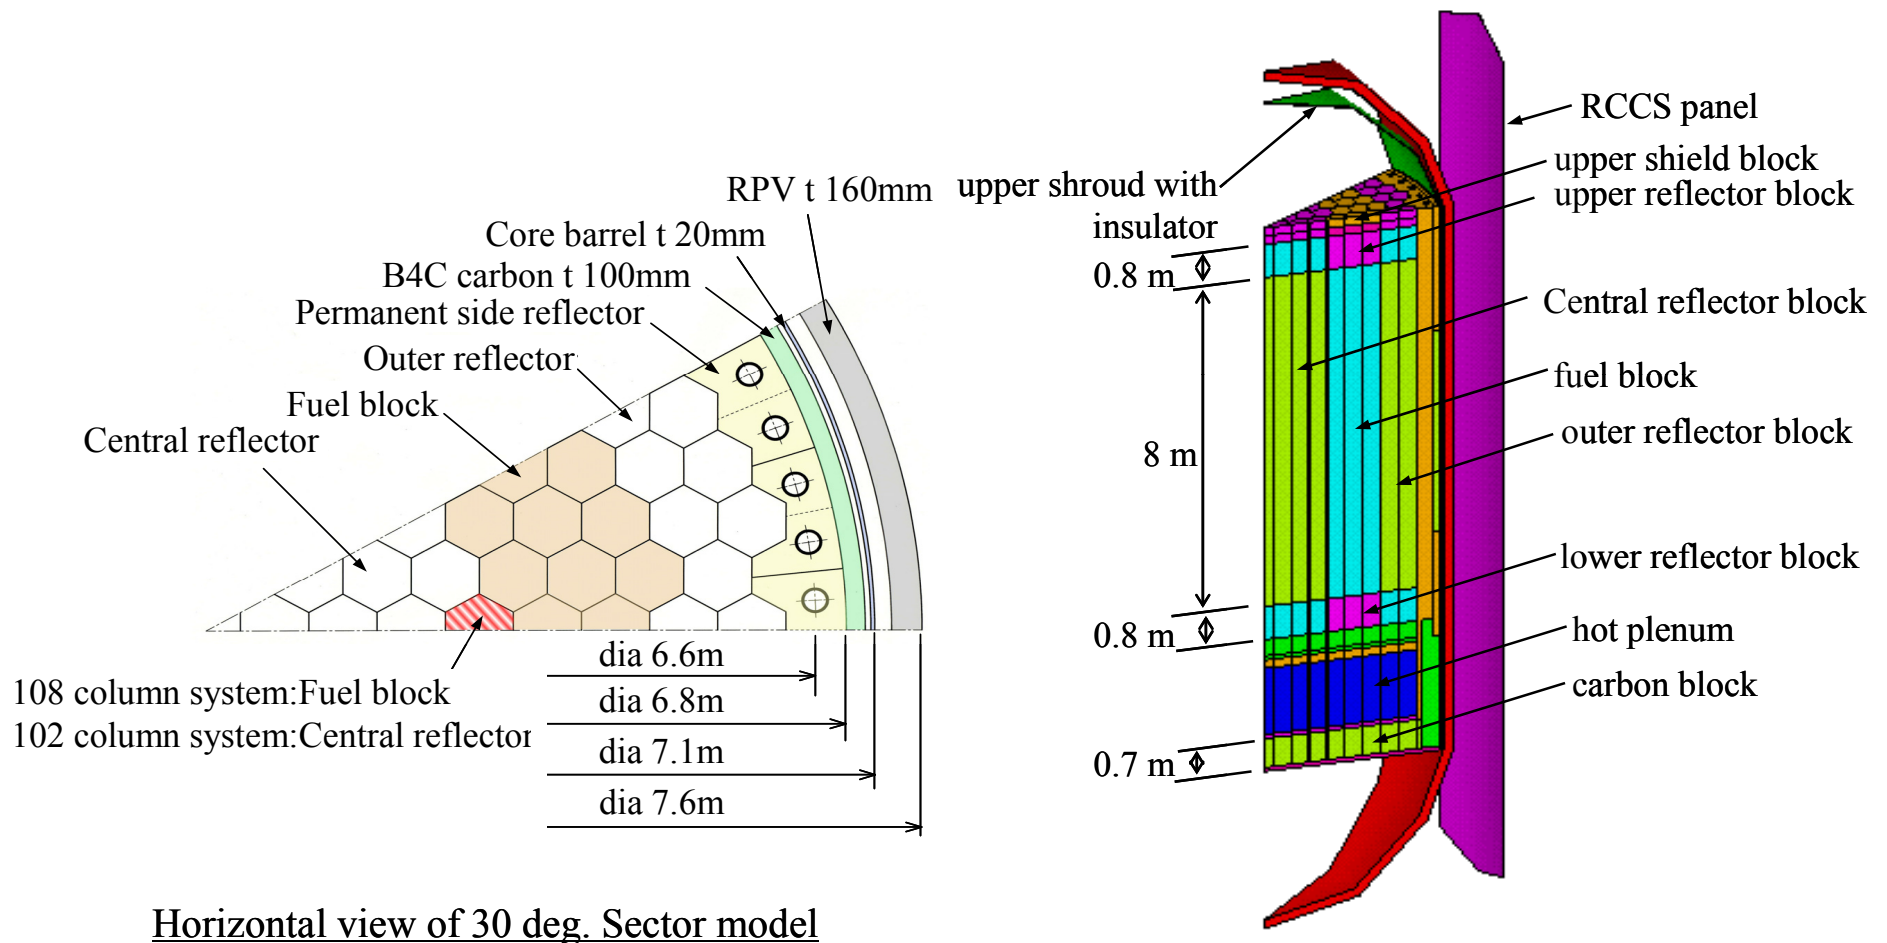 RPV t 160mm
Core barrel t 20mm
B4C carbon t 100mm
Permanent side reflector
Outer reflector
Fuel block
Central reflector
108 column system:Fuel block
102 column system:Central reflector
dia 6.6m
dia 6.8m
dia 7.1m
dia 7.6m
Horizontal view of 30 deg. Sector model
RCCS panel
upper shield block
upper reflector block
upper shroud with
insulator
0.8 m
Central reflector block
fuel block
outer reflector block
8 m
lower reflector block
0.8 m
hot plenum
carbon block
0.7 m